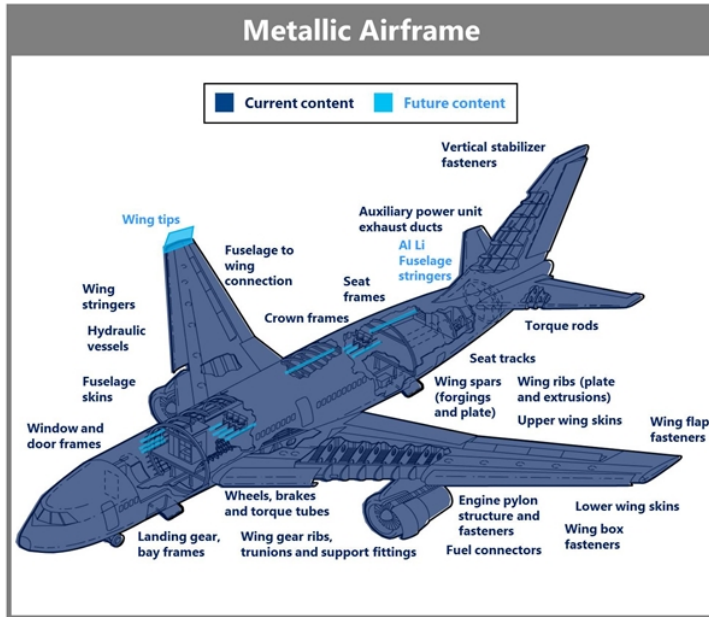 Metallic Airframe
Current content
Future content
Vertical stabilizer
fasteners
Wing tips
Auxiliary power unit
exhaust ducts
Al Li
Fuselage
stringers
Fuselage to
wing
connection
Seat
frames
Wing
stringers
Crown frames
Hydraulic
vessels
Torque rods
Seat tracks
Fuselage
skins
Wing spars
(forgings
and plate)
Wing ribs (plate
and extrusions)
Upper wing skins
Wing flap
fasteners
Window and
door frames
Wheels, brakes
and torque tubes
Engine pylon
structure and
fasteners
Lower wing skins
Landing gear,
bay frames
Wing gear ribs,
trunions and support fittings
Fuel connectors
Wing box
fasteners